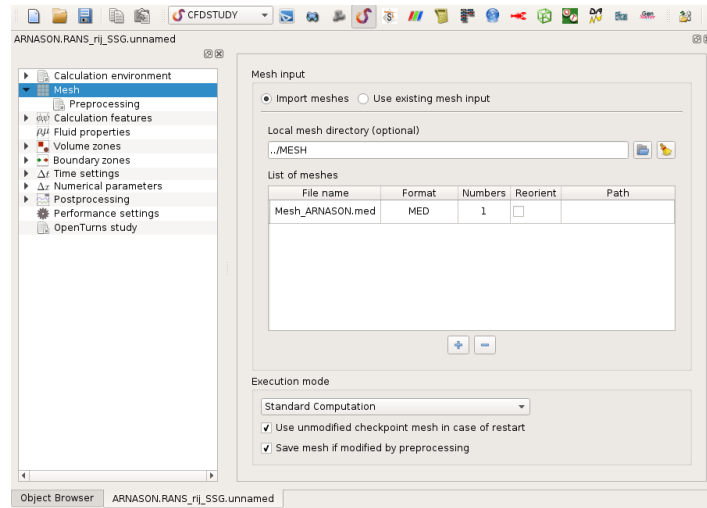 CFDSTUDY
ARNASON.RANS_rij_SSG.unnamed
Calculation environment
Mesh
Preprocessing
Calculation features
Fluid properties
Volume zones
Boundary zones
Δt Time settings
Δx Numerical parameters
Postprocessing
Performance settings
OpenTurns study
Mesh input
Import meshes Use existing mesh input
Local mesh directory (optional)
../MESH
List of meshes
File name Format Numbers Reorient Path
Mesh_ARNASON.med MED 1
Execution mode
Standard Computation
Use unmodified checkpoint mesh in case of restart
Save mesh if modified by preprocessing
Object Browser ARNASON.RANS_rij_SSG.unnamed